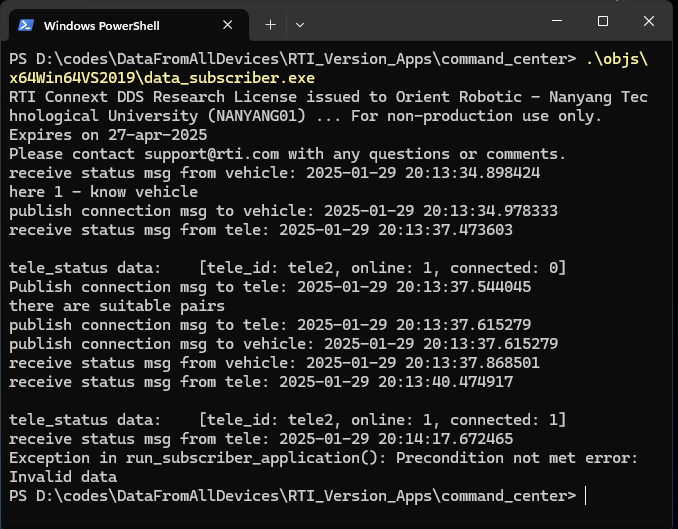 Windows PowerShell
PS D:\codes\DataFromAllDevices\RTI_Version_Apps\command_center> .\objs\
x64Win64VS2019\data_subscriber.exe
RTI Connext DDS Research License issued to Orient Robotic - Nanyang Tec
hnological University (NANYANG01) ... For non-production use only.
Expires on 27-apr-2025
Please contact support@rti.com with any questions or comments.
receive status msg from vehicle: 2025-01-29 20:13:34.898424
here 1 - know vehicle
publish connection msg to vehicle: 2025-01-29 20:13:34.978333
receive status msg from tele: 2025-01-29 20:13:37.473603
tele_status data:    [tele_id: tele2, online: 1, connected: 0]
Publish connection msg to tele: 2025-01-29 20:13:37.544045
there are suitable pairs
publish connection msg to tele: 2025-01-29 20:13:37.615279
publish connection msg to vehicle: 2025-01-29 20:13:37.615279
receive status msg from vehicle: 2025-01-29 20:13:37.868501
receive status msg from tele: 2025-01-29 20:13:40.474917
tele_status data:    [tele_id: tele2, online: 1, connected: 1]
receive status msg from tele: 2025-01-29 20:14:17.672465
Exception in run_subscriber_application(): Precondition not met error:
Invalid data
PS D:\codes\DataFromAllDevices\RTI_Version_Apps\command_center>